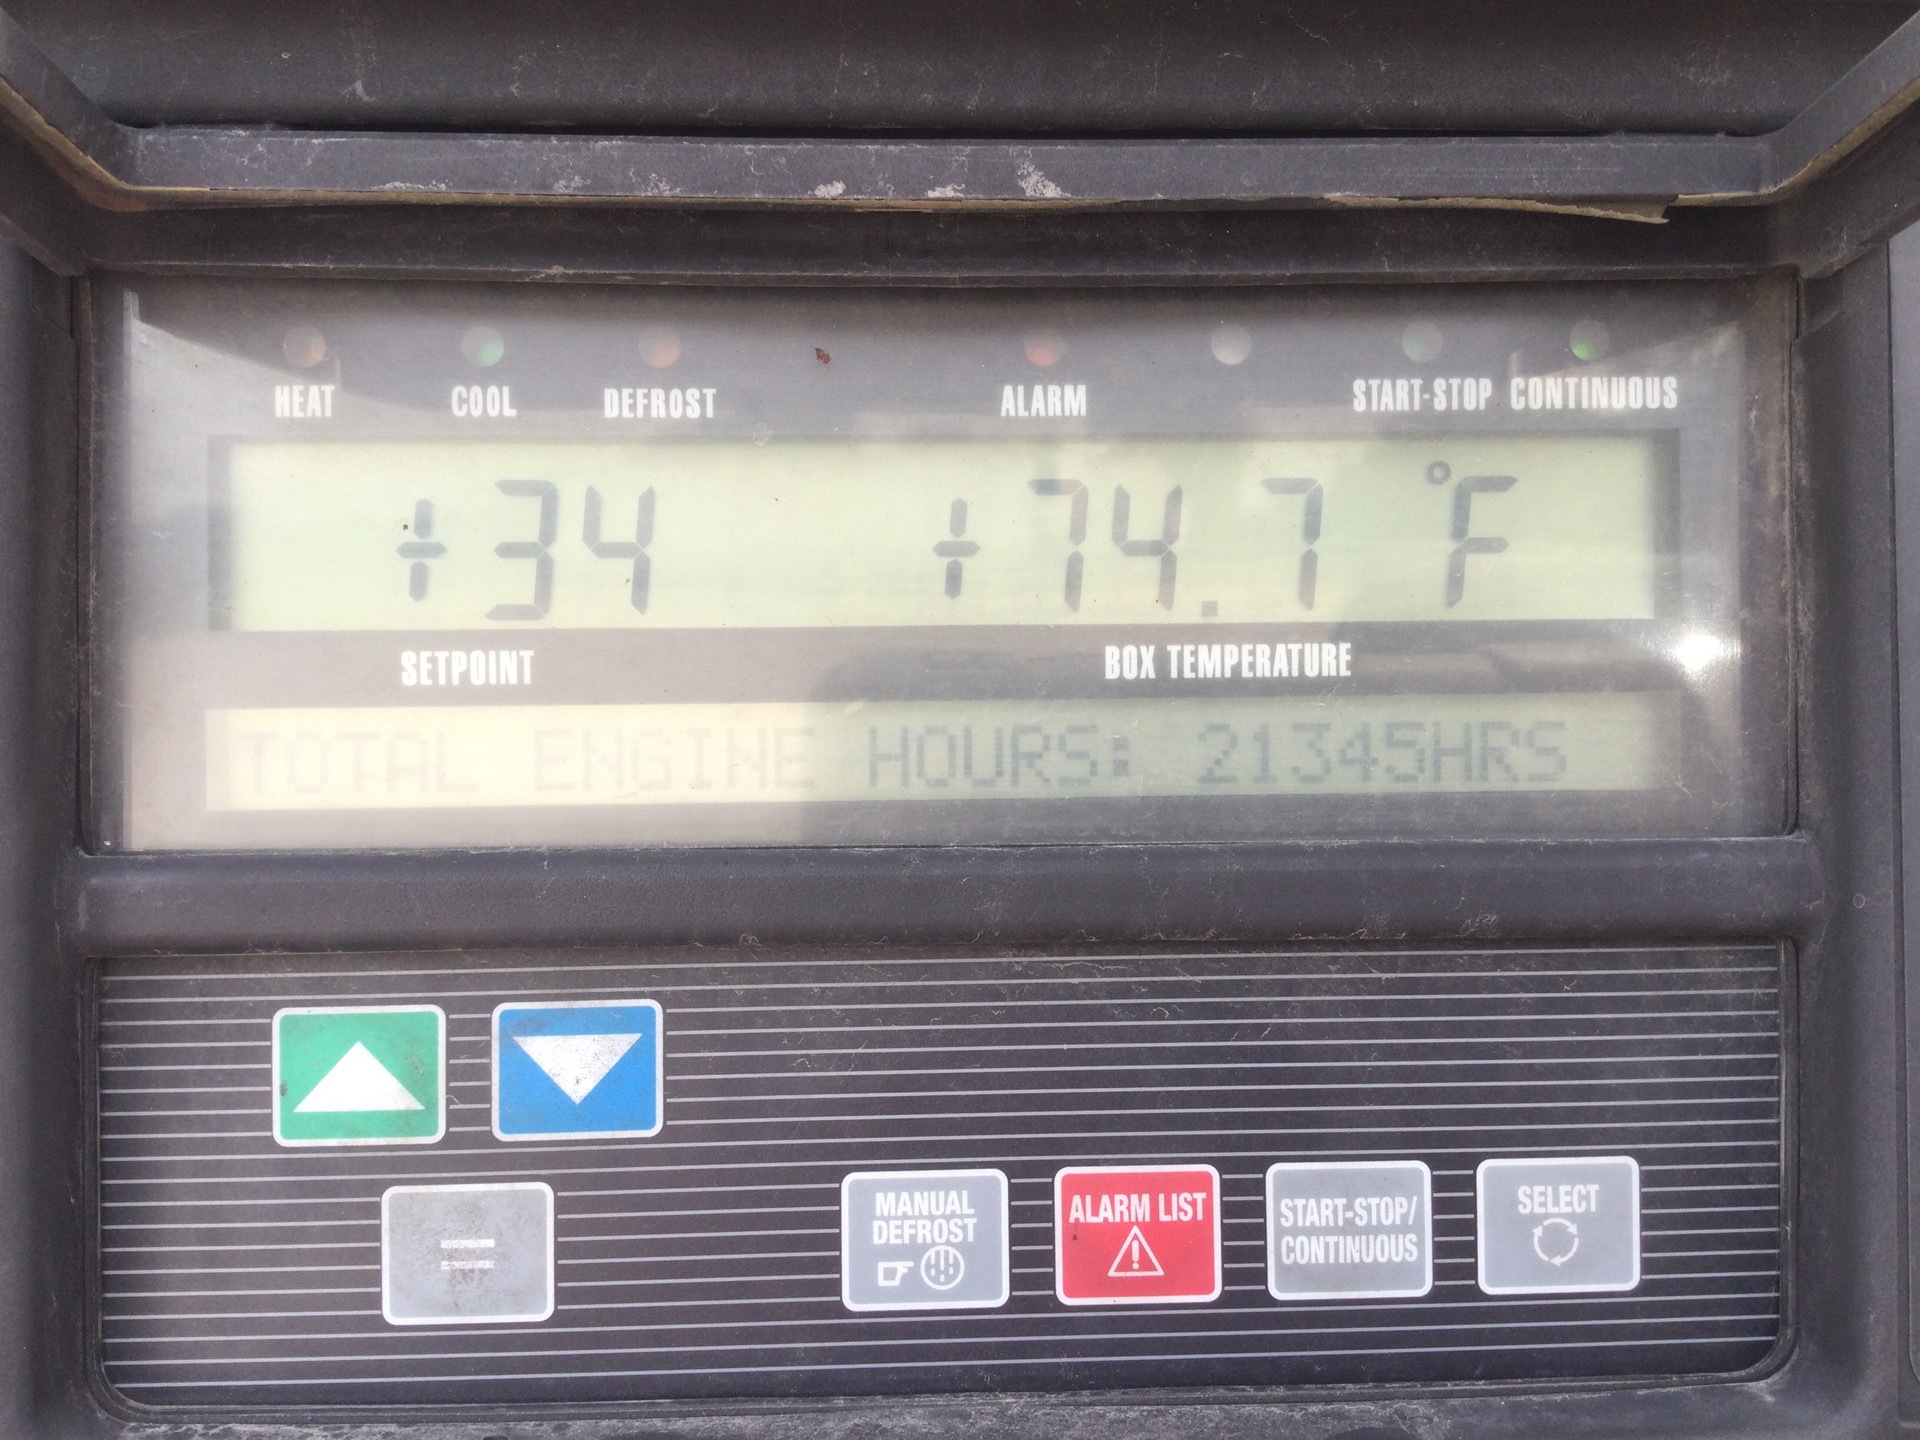 HEAT COOL DEFROST ALARM START-STOP CONTINUOUS
+34 +74.7 °F
SETPOINT BOX TEMPERATURE
TOTAL ENGINE HOURS: 21345HRS
MANUAL DEFROST
ALARM LIST
START-STOP/
CONTINUOUS
SELECT
=